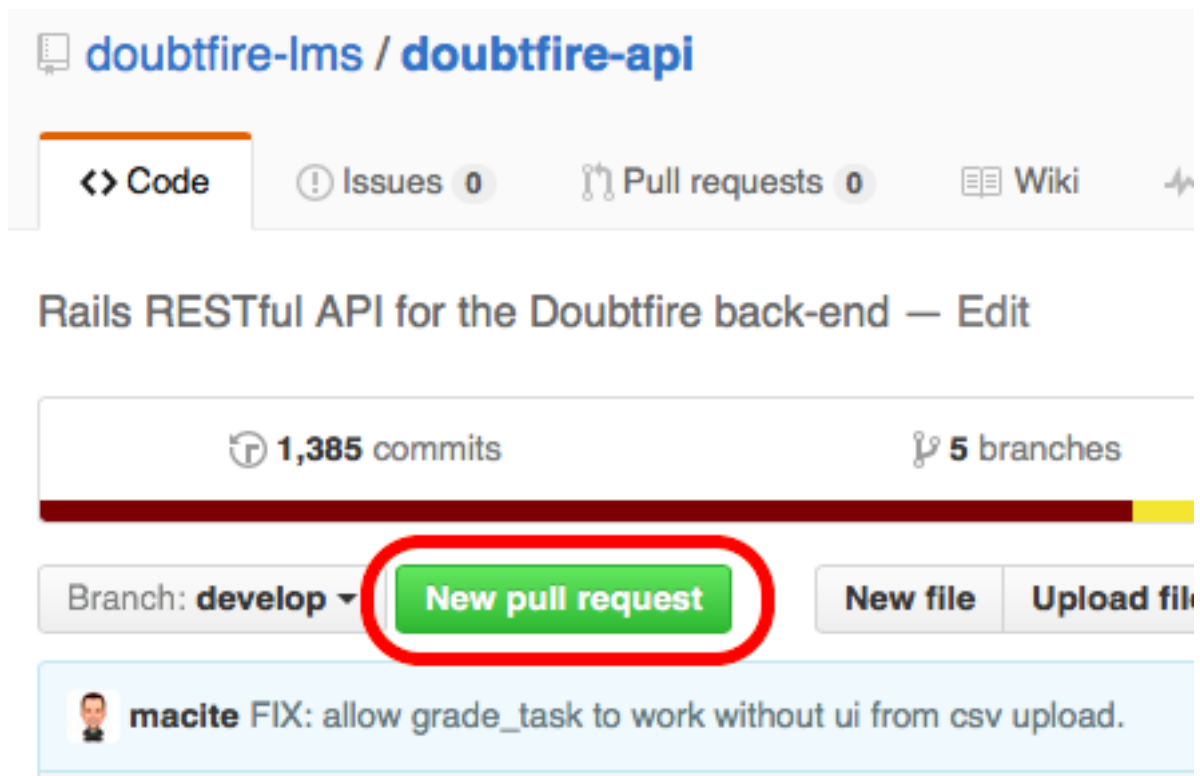 doubtfire-lms / doubtfire-api
<> Code Issues 0 Pull requests 0 Wiki
Rails RESTful API for the Doubtfire back-end — Edit
1,385 commits 5 branches
Branch: develop New pull request New file Upload
macite FIX: allow grade_task to work without ui from csv upload.